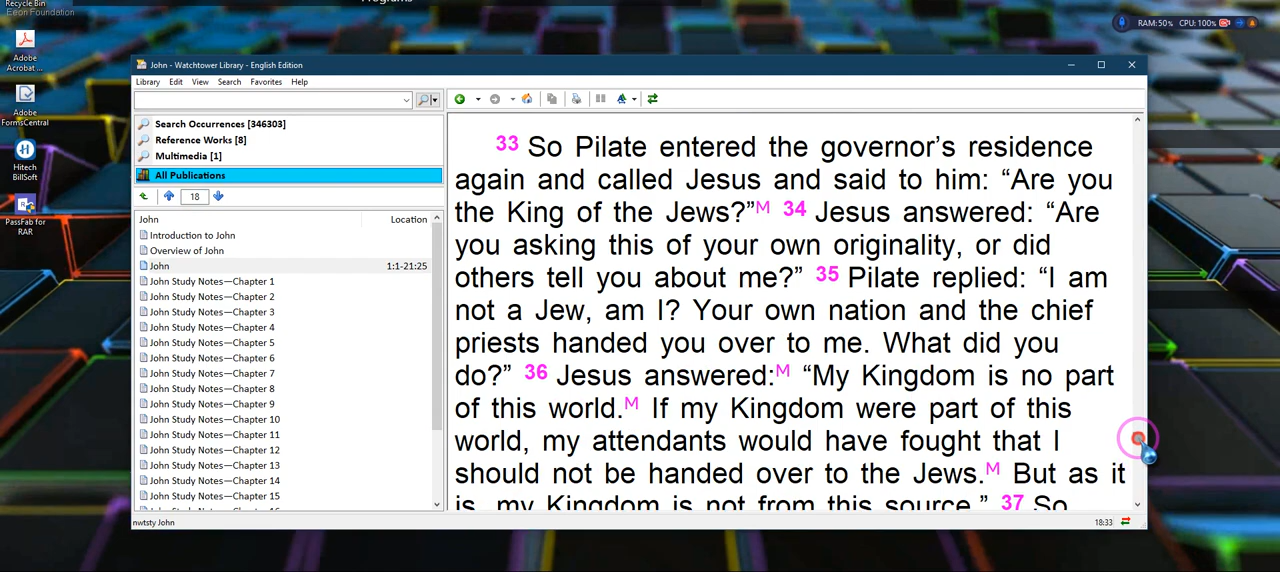 Recycle Bin
Eeon Foundation
Adobe
Acrobat ...
Adobe
FormsCentral
Hitech
BillSoft
PassFab for
RAR
RAM:50% CPU:100%
John - Watchtower Library - English Edition
Library Edit View Search Favorites Help
Search Occurrences [346303]
Reference Works [8]
Multimedia [1]
All Publications
18
John Location
Introduction to John
Overview of John
John 1:1-21:25
John Study Notes—Chapter 1
John Study Notes—Chapter 2
John Study Notes—Chapter 3
John Study Notes—Chapter 4
John Study Notes—Chapter 5
John Study Notes—Chapter 6
John Study Notes—Chapter 7
John Study Notes—Chapter 8
John Study Notes—Chapter 9
John Study Notes—Chapter 10
John Study Notes—Chapter 11
John Study Notes—Chapter 12
John Study Notes—Chapter 13
John Study Notes—Chapter 14
John Study Notes—Chapter 15
33 So Pilate entered the governor’s residence
again and called Jesus and said to him: “Are you
the King of the Jews?”M 34 Jesus answered: “Are
you asking this of your own originality, or did
others tell you about me?” 35 Pilate replied: “I am
not a Jew, am I? Your own nation and the chief
priests handed you over to me. What did you
do?” 36 Jesus answered:M “My Kingdom is no part
of this world.M If my Kingdom were part of this
world, my attendants would have fought that I
should not be handed over to the Jews.M But as it
is, my Kingdom is not from this source.” 37 So
nwtsty John
18:33